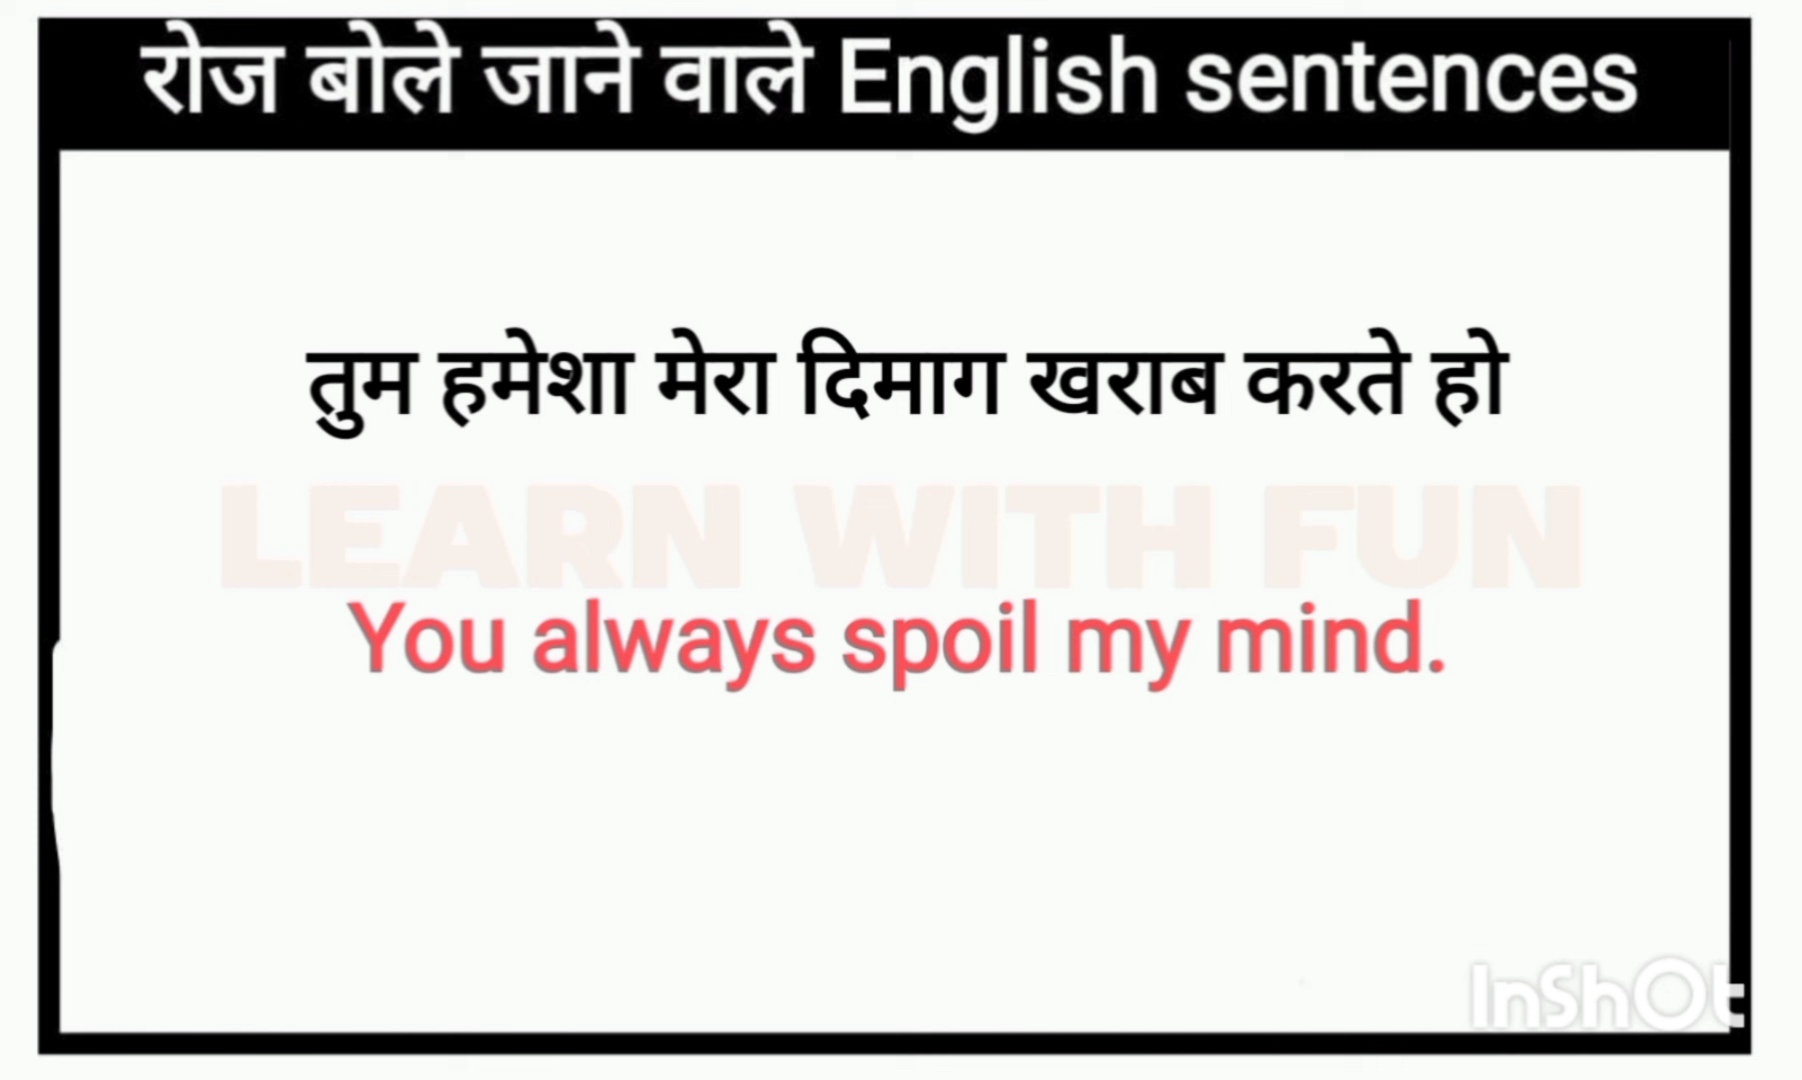 रोज बोले जाने वाले English sentences
तुम हमेशा मेरा दिमाग खराब करते हो
LEARN WITH FUN
You always spoil my mind.
InShOt